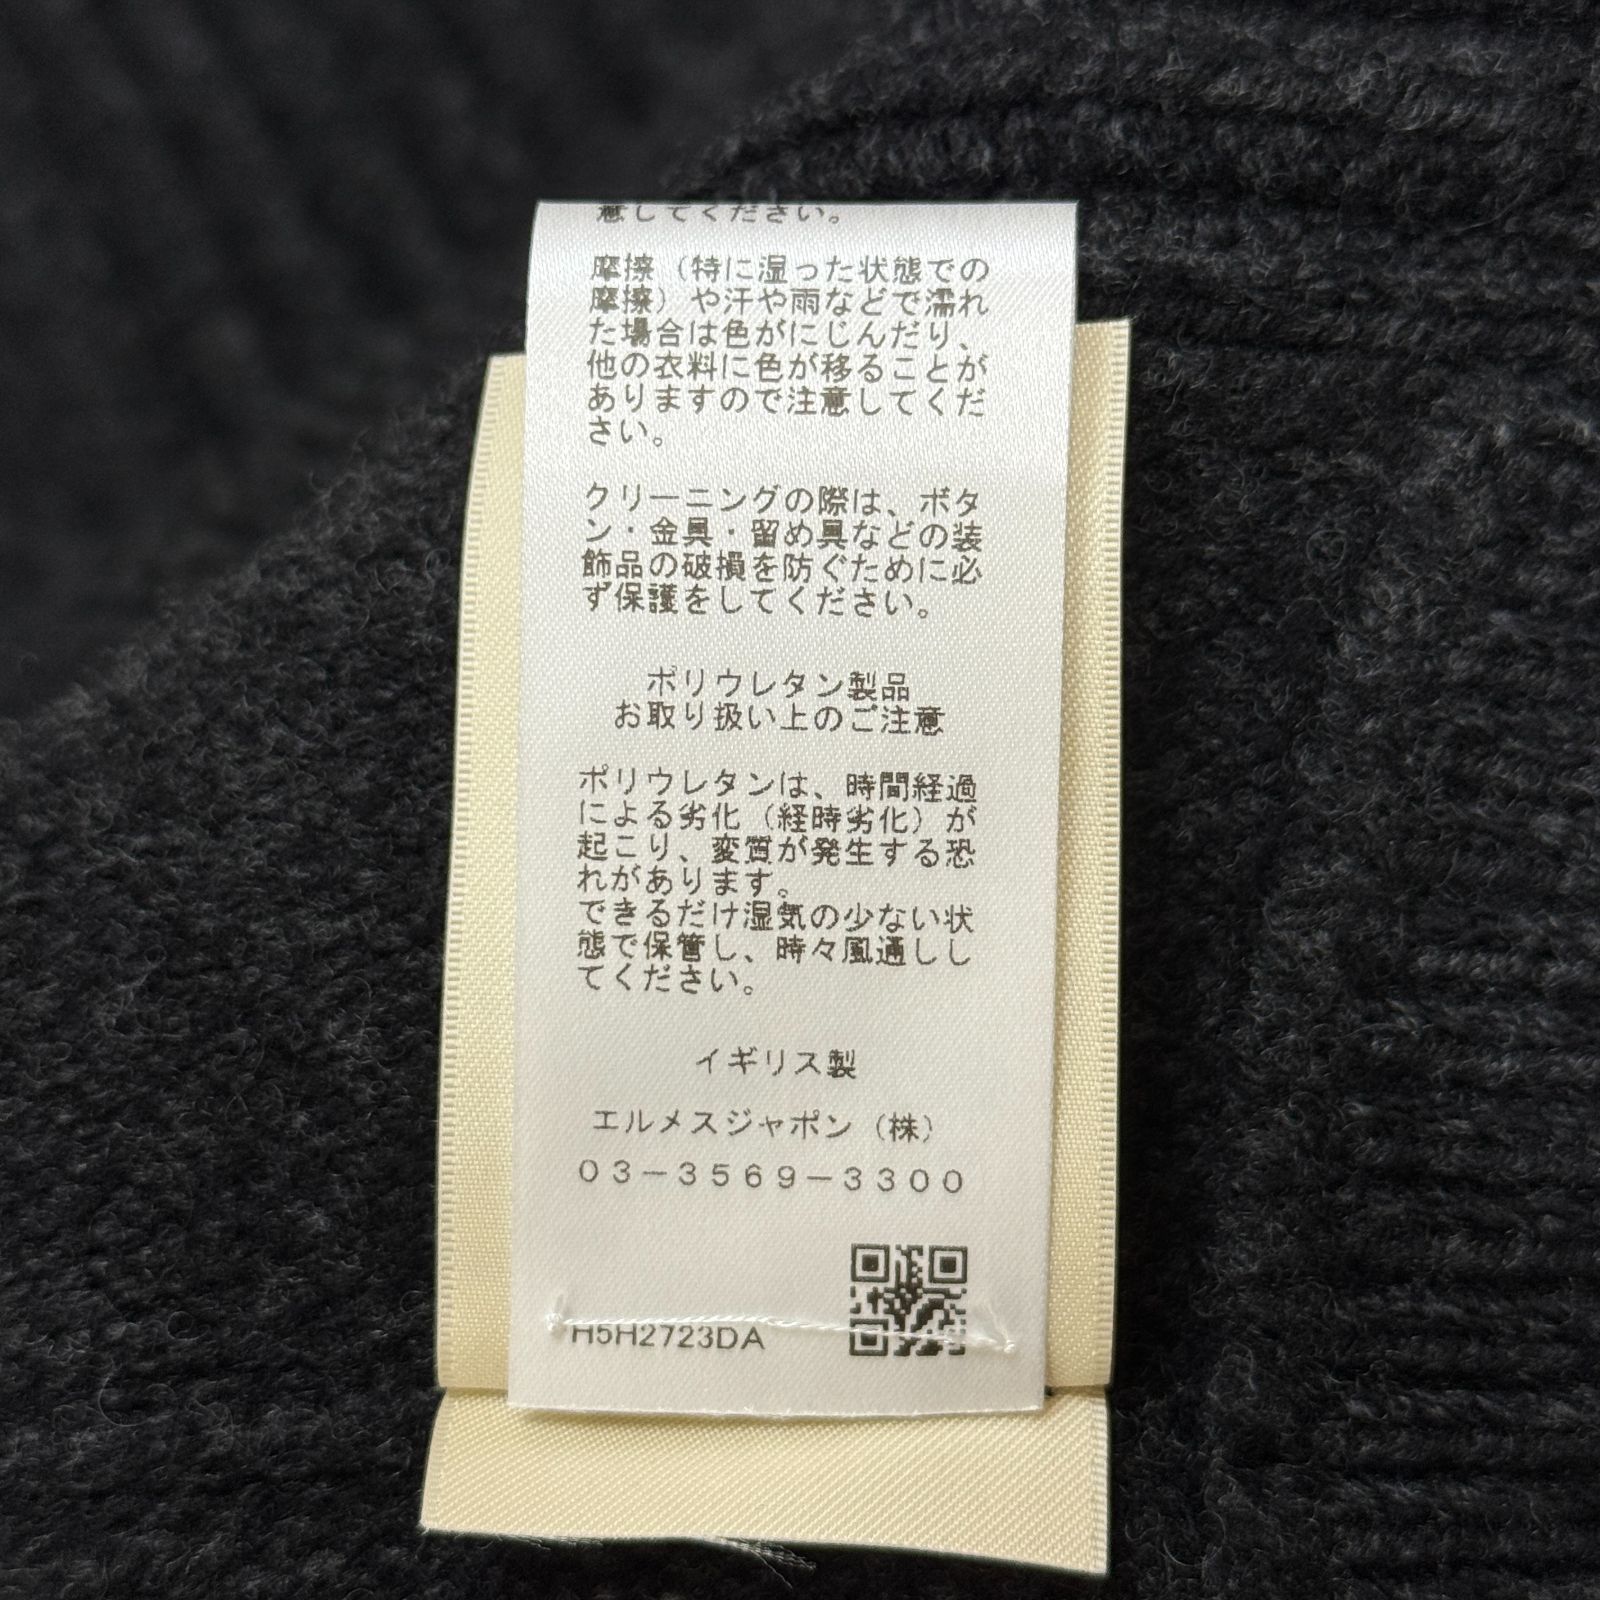 意してください。
摩擦（特に湿った状態での
摩擦）や汗や雨などで濡れ
た場合は色がにじんだり、
他の衣料に色が移ることが
ありますので注意してくだ
さい。
クリーニングの際は、ボタ
ン・金具・留め具などの装
飾品の破損を防ぐために必
ず保護をしてください。
ポリウレタン製品
お取り扱い上のご注意
ポリウレタンは、時間経過
による劣化（経時劣化）が
起こり、変質が発生する恐
れがあります。
できるだけ湿気の少ない状
態で保管し、時々風通しし
てください。
イギリス製
エルメスジャポン（株）
03－3569－3300
H5H2723DA